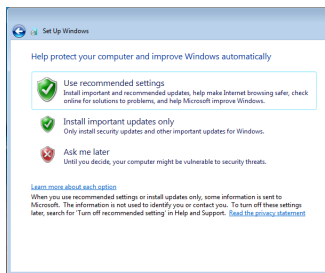 Set Up Windows
Help protect your computer and improve Windows automatically
Use recommended settings
Install important and recommended updates, help make Internet browsing safer, check
online for solutions to problems, and help Microsoft improve Windows.
Install important updates only
Only install security updates and other important updates for Windows.
Ask me later
Until you decide, your computer might be vulnerable to security threats.
Learn more about each option
When you use recommended settings or install updates only, some information is sent to
Microsoft. The information is not used to identify you or contact you. To turn off these settings
later, search for 'Turn off recommended setting' in Help and Support. Read the privacy statement